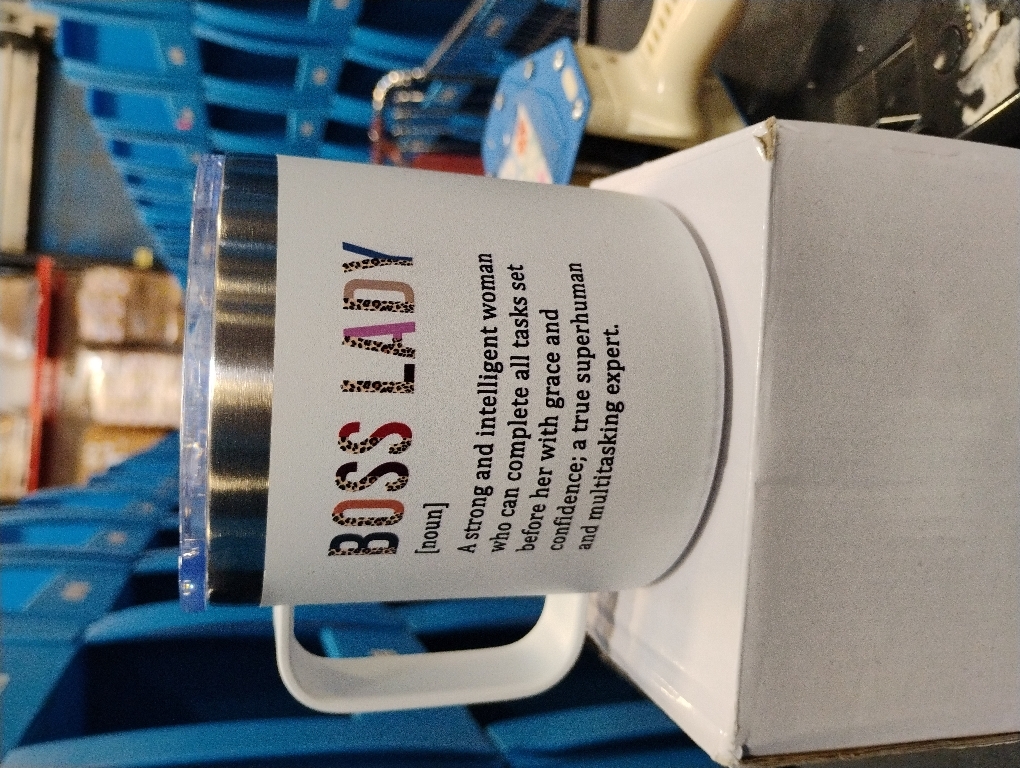 BOSS LADY
[noun]
A strong and intelligent woman
who can complete all tasks set
before her with grace and
confidence; a true superhuman
and multitasking expert.